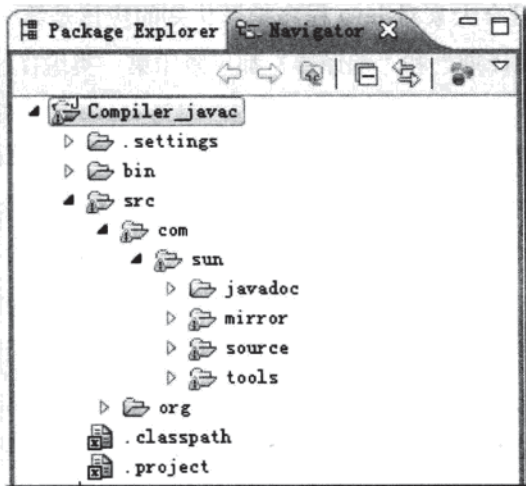 Package Explorer Navigator
Compiler_javac
.settings
bin
src
com
sun
javadoc
mirror
source
tools
org
.classpath
.project